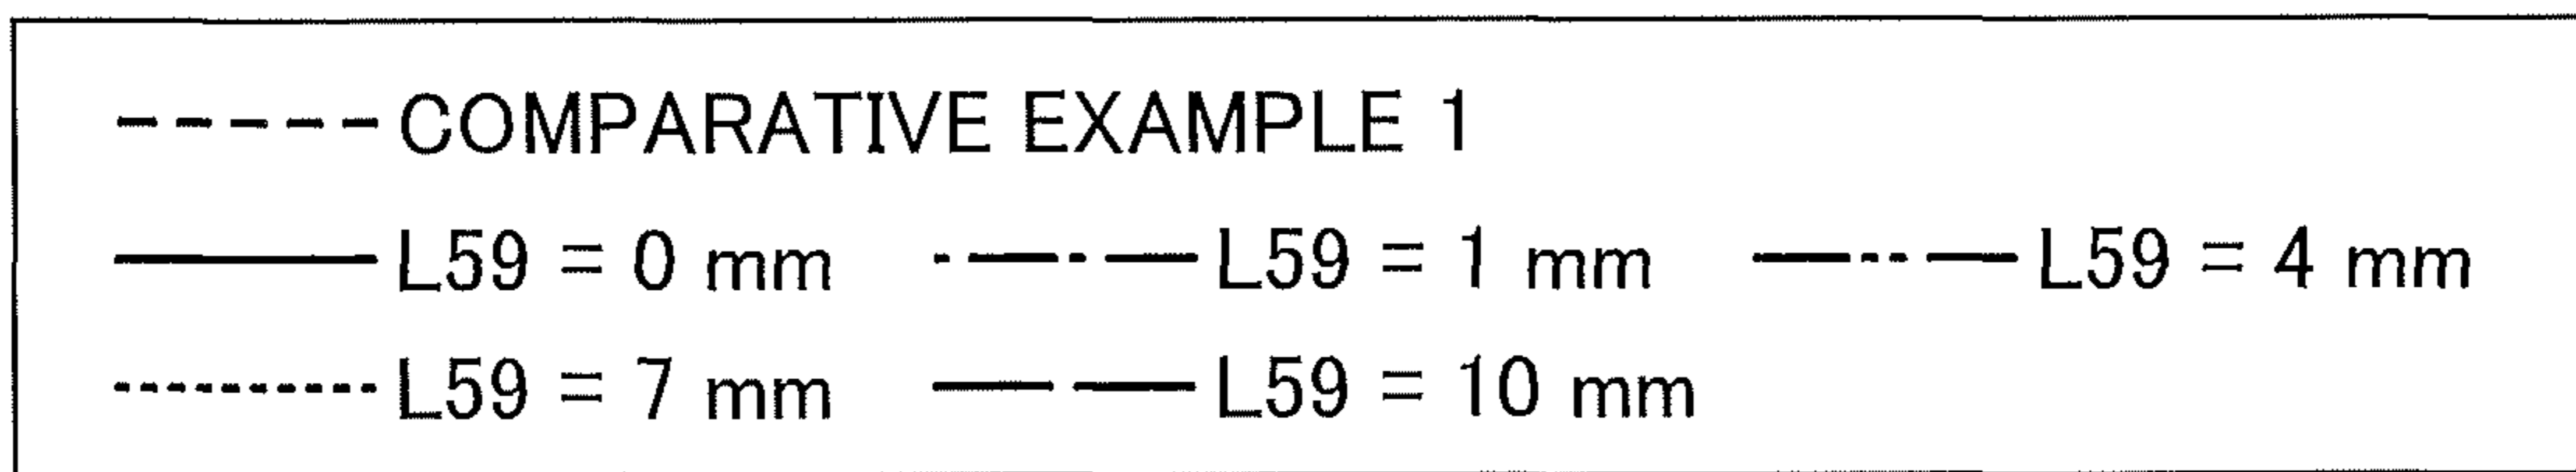 COMPARATIVE EXAMPLE 1
L59 = 0 mm L59 = 1 mm L59 = 4 mm
L59 = 7 mm L59 = 10 mm